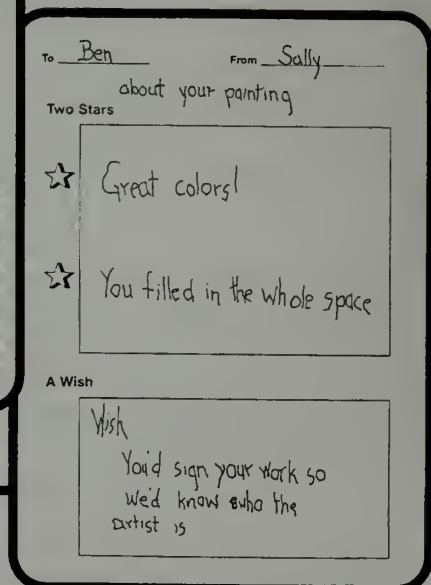 To Ben From Sally
about your painting
Two Stars
Great colors!
You filled in the whole space
A Wish
Wish
You'd sign your work so
we'd know who the
artist is